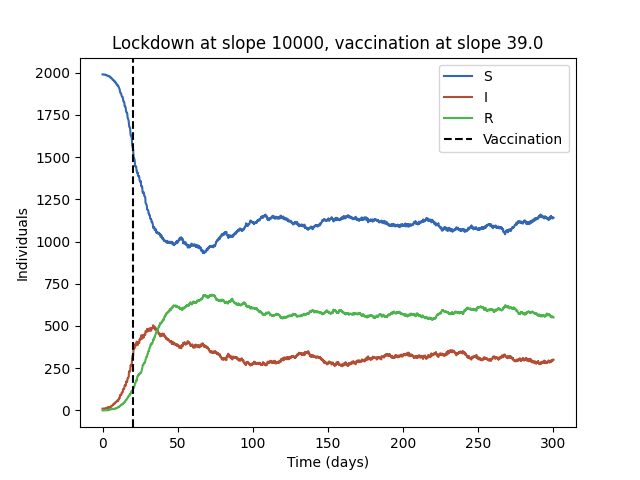 Lockdown at slope 10000, vaccination at slope 39.0
2000
1750
1500
1250
1000
750
500
250
0
Individuals
S
I
R
Vaccination
0 50 100 150 200 250 300
Time (days)